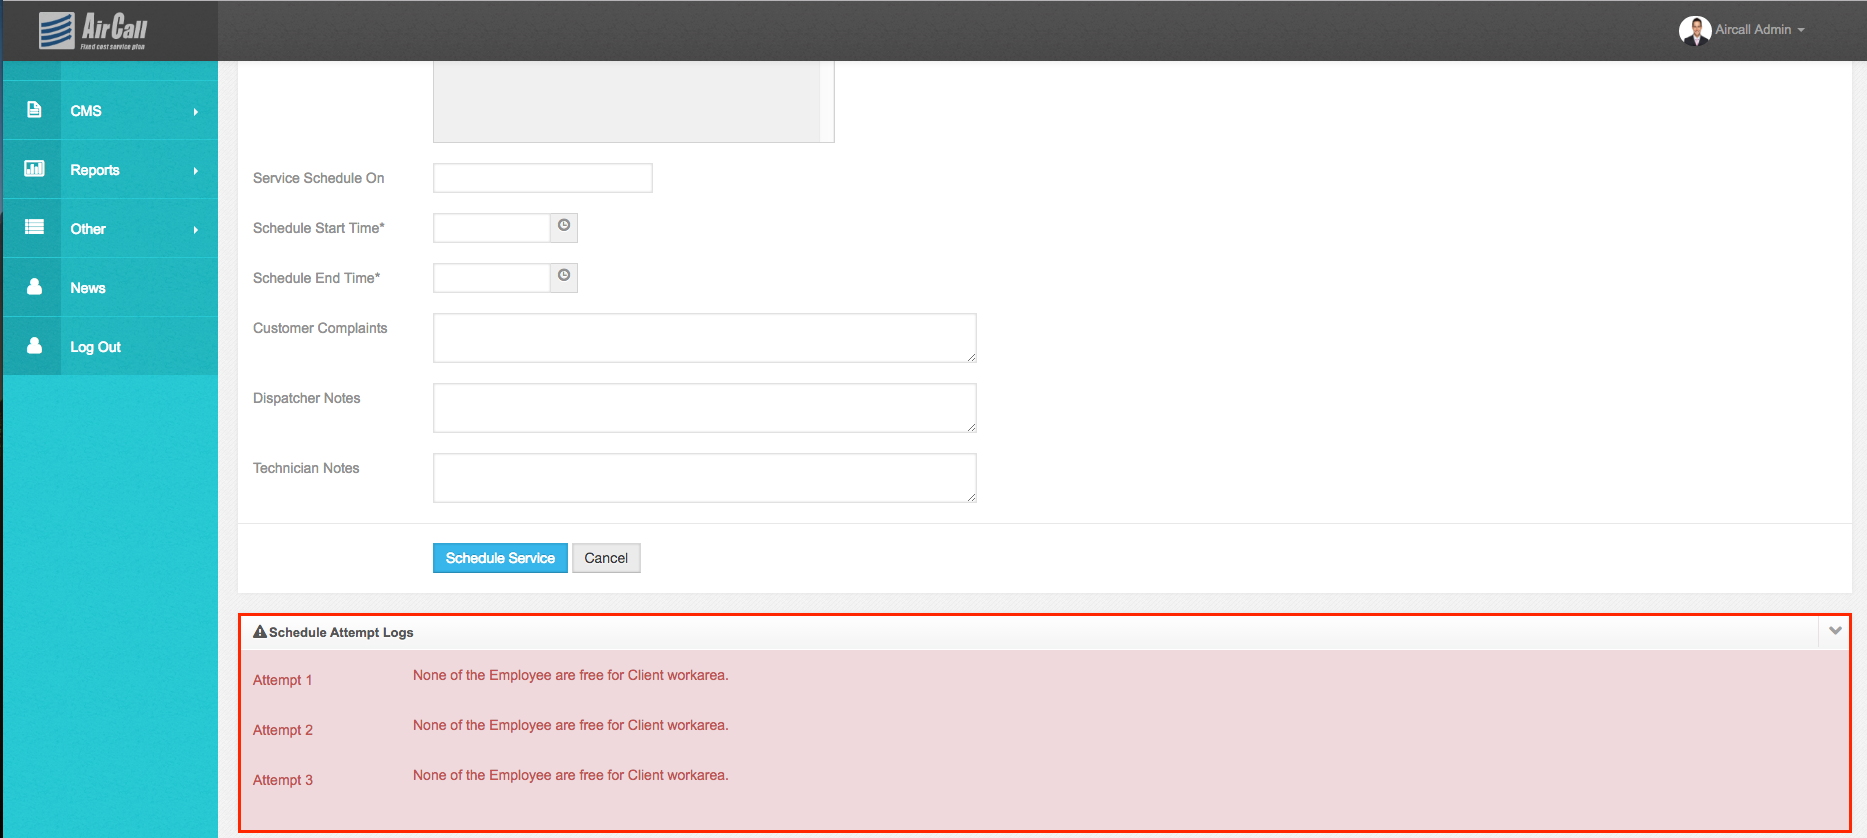 AirCall
Fixed cost service plan
Aircall Admin
CMS
Reports
Other
News
Log Out
Service Schedule On
Schedule Start Time*
Schedule End Time*
Customer Complaints
Dispatcher Notes
Technician Notes
Schedule Service Cancel
Schedule Attempt Logs
Attempt 1 None of the Employee are free for Client workarea.
Attempt 2 None of the Employee are free for Client workarea.
Attempt 3 None of the Employee are free for Client workarea.